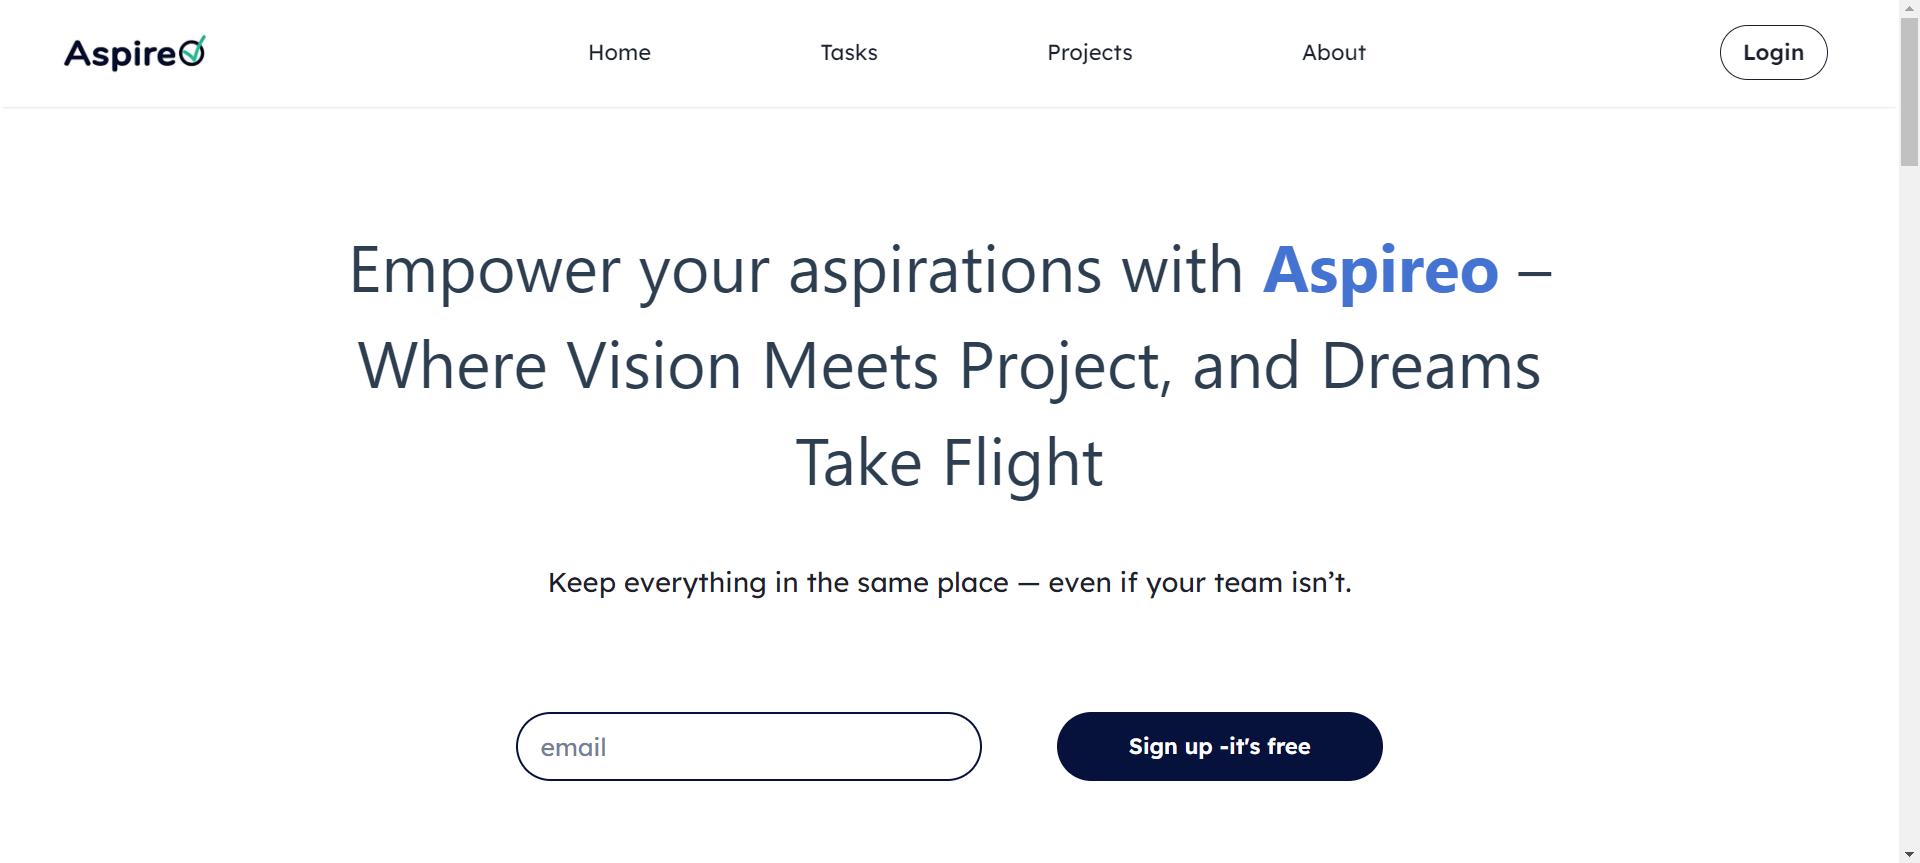 Aspireo
Home Tasks Projects About Login
Empower your aspirations with Aspireo –
Where Vision Meets Project, and Dreams
Take Flight
Keep everything in the same place — even if your team isn’t.
email
Sign up -it's free